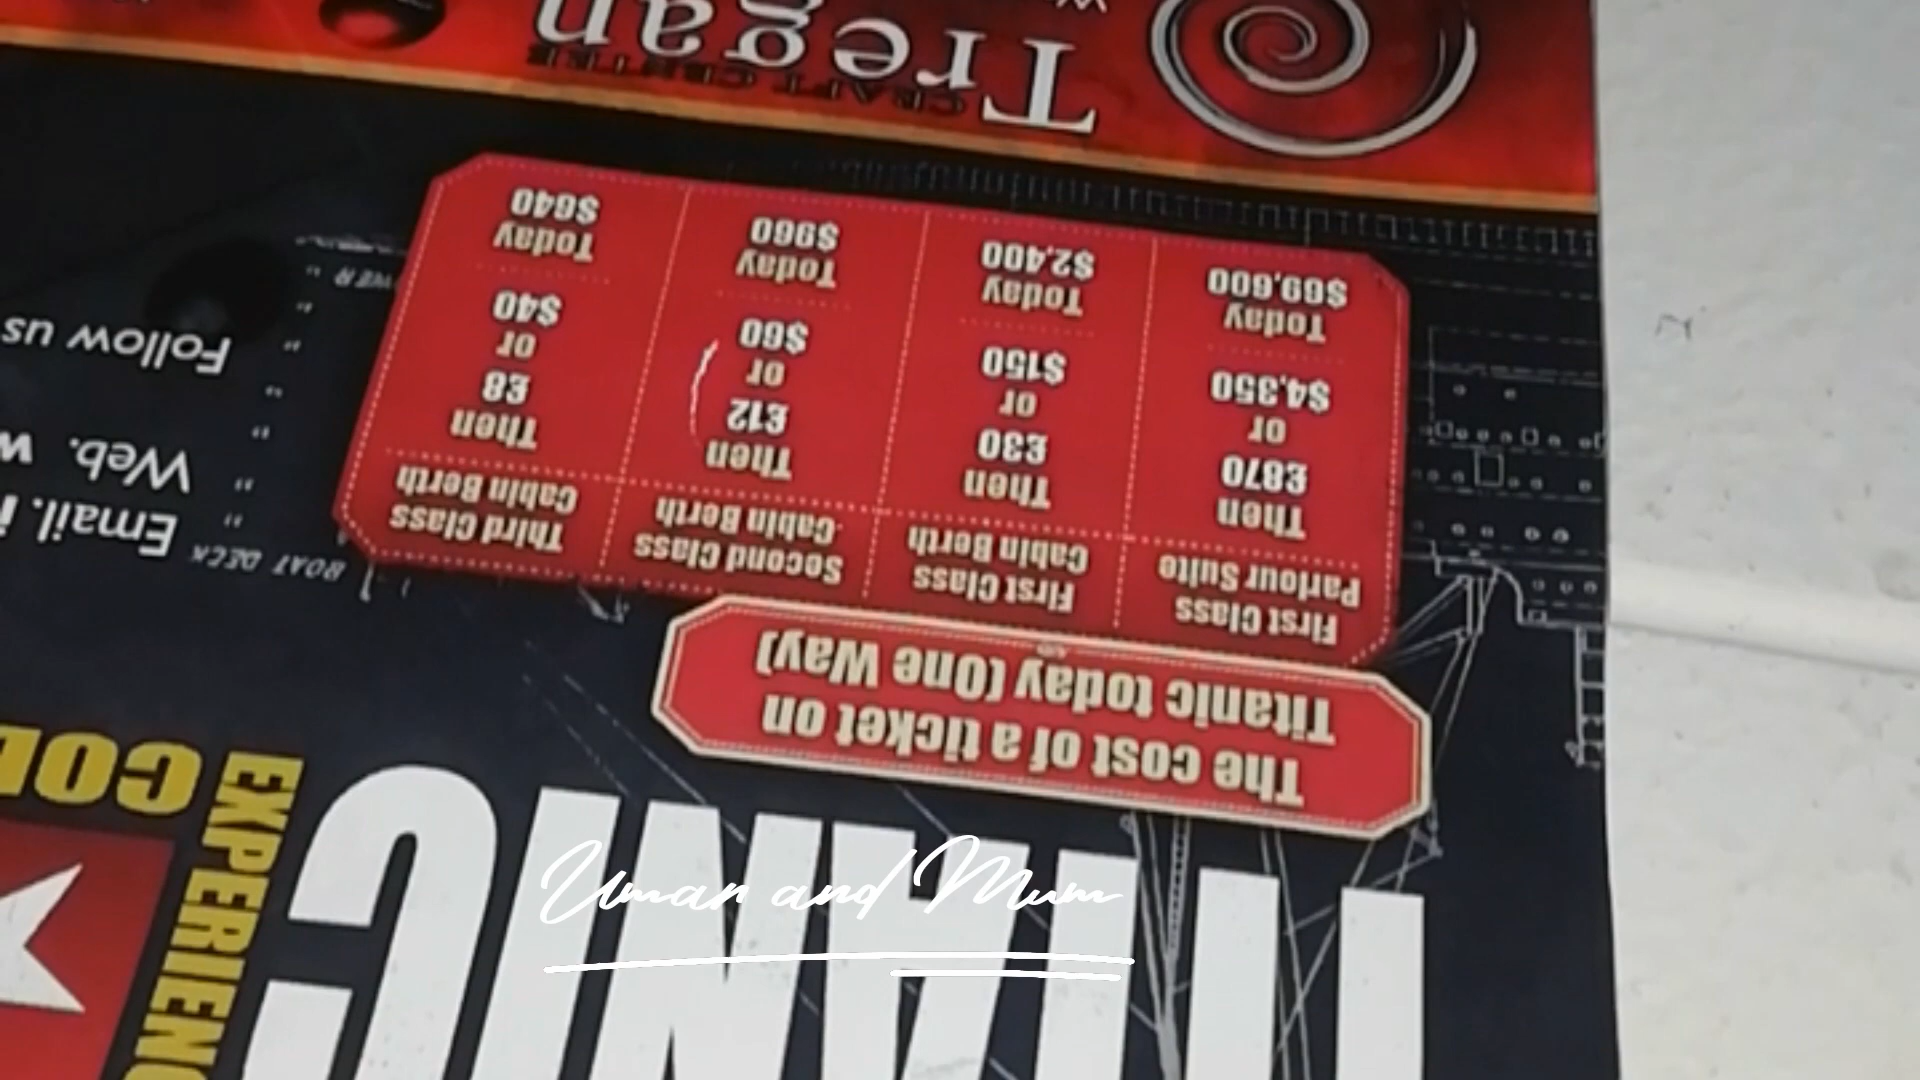 TITANIC
EXPERIENC
The cost of a ticket on
Titanic today (One Way)
First Class
Parlour Suite
Then
£870
or
$4,350
Today
$69,600
First Class
Cabin Berth
Then
£30
or
$150
Today
$2,400
Second Class
Cabin Berth
Then
£12
or
$60
Today
$960
Third Class
Cabin Berth
Then
£8
or
$40
Today
$640
BOAT DECK
Email.
Web. w
Follow us
CRAFT CENTRE
Tregan
Uman and Mum